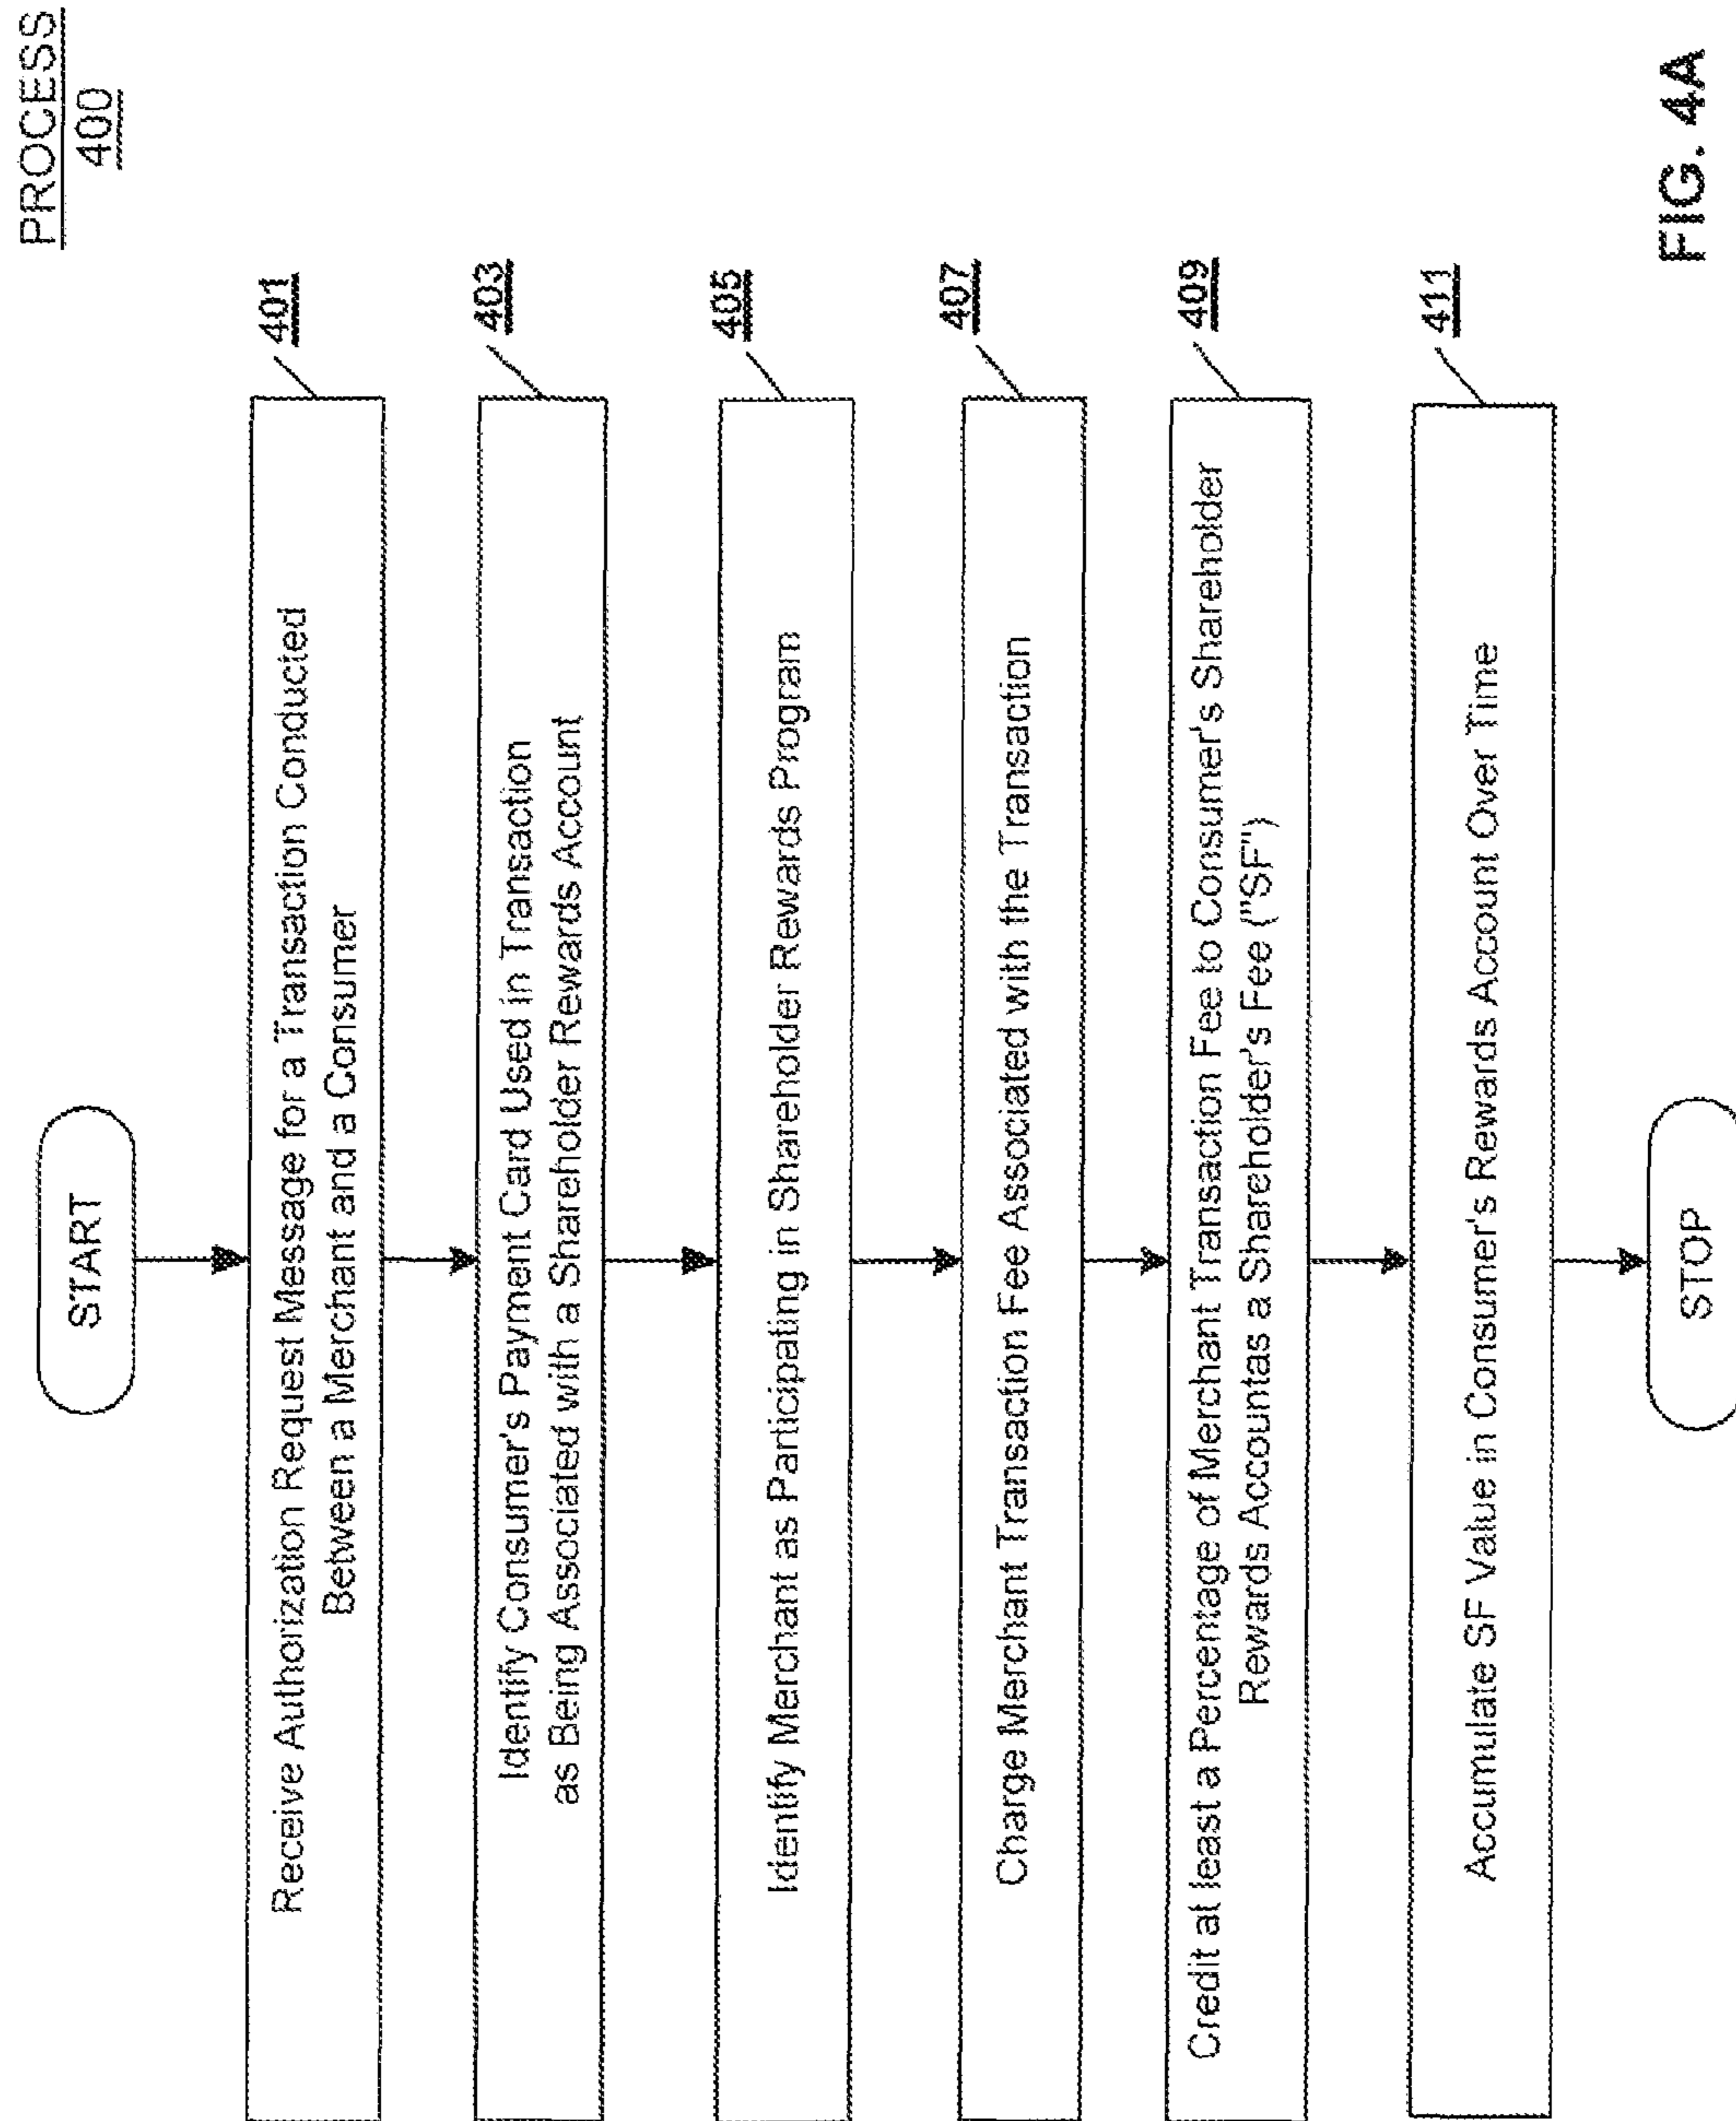 PROCESS
400
START
401
Receive Authorization Request Message for a Transaction Conducted
Between a Merchant and a Consumer
403
Identify Consumer's Payment Card Used in Transaction
as Being Associated with a Shareholder Rewards Account
405
Identify Merchant as Participating in Shareholder Rewards Program
407
Charge Merchant Transaction Fee Associated with the Transaction
409
Credit at least a Percentage of Merchant Transaction Fee to Consumer's Shareholder
Rewards Accountas a Shareholder's Fee ("SF")
411
Accumulate SF Value in Consumer's Rewards Account Over Time
STOP
FIG. 4A